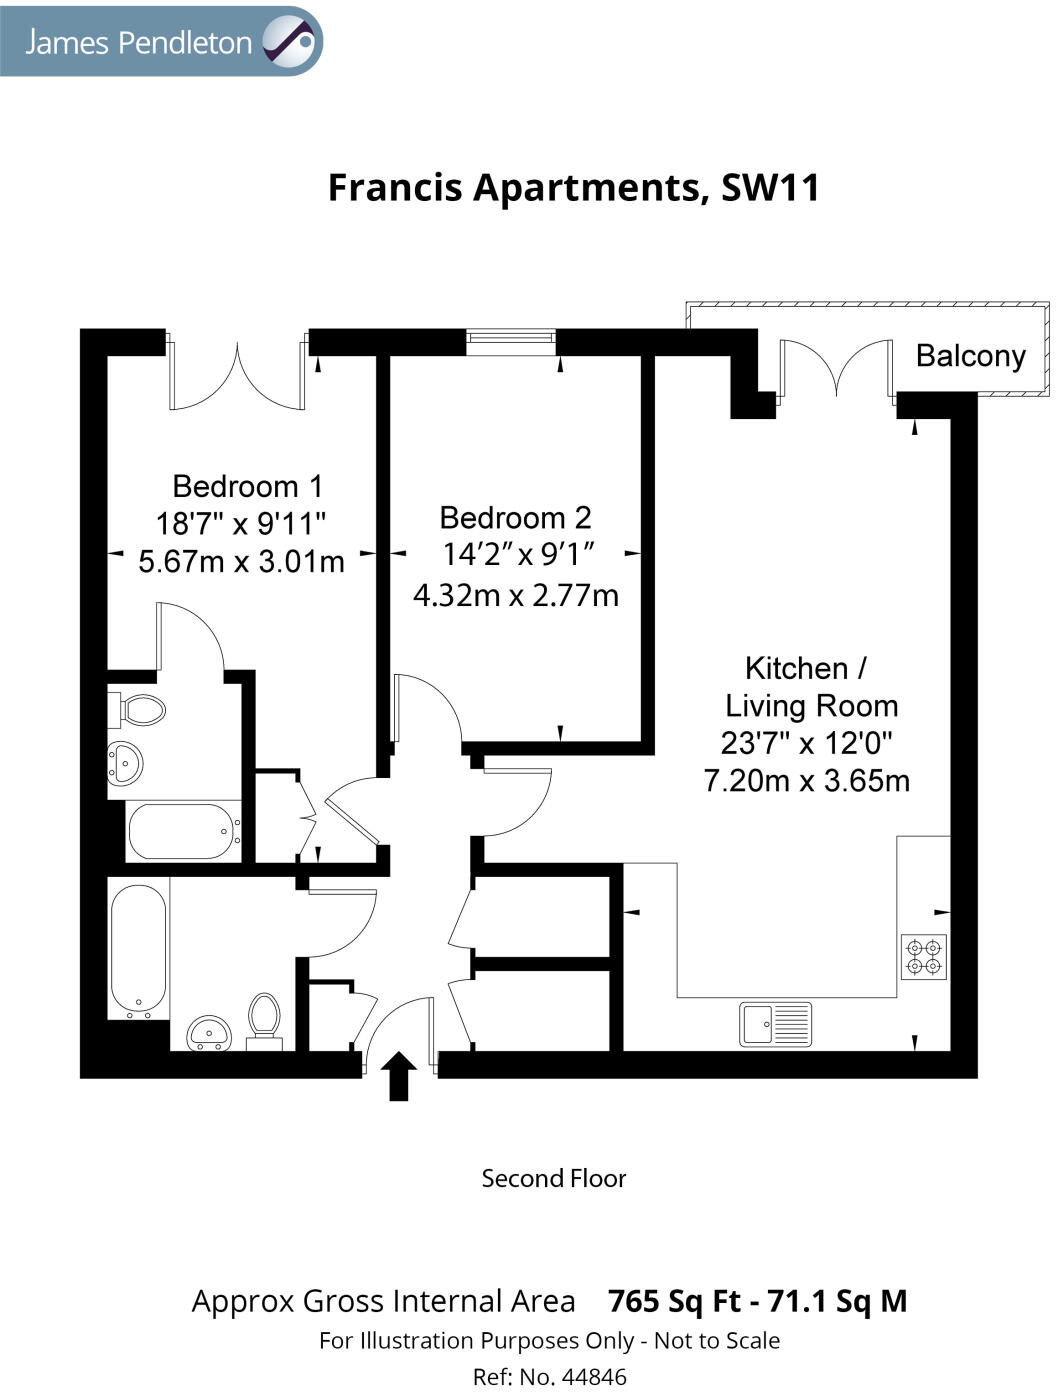 James Pendleton
Francis Apartments, SW11
Balcony
Bedroom 1
18'7" x 9'11"
5.67m x 3.01m
Bedroom 2
14’2” x 9’1”
4.32m x 2.77m
Kitchen /
Living Room
23'7" x 12'0"
7.20m x 3.65m
Second Floor
Approx Gross Internal Area 765 Sq Ft - 71.1 Sq M
For Illustration Purposes Only - Not to Scale
Ref: No. 44846